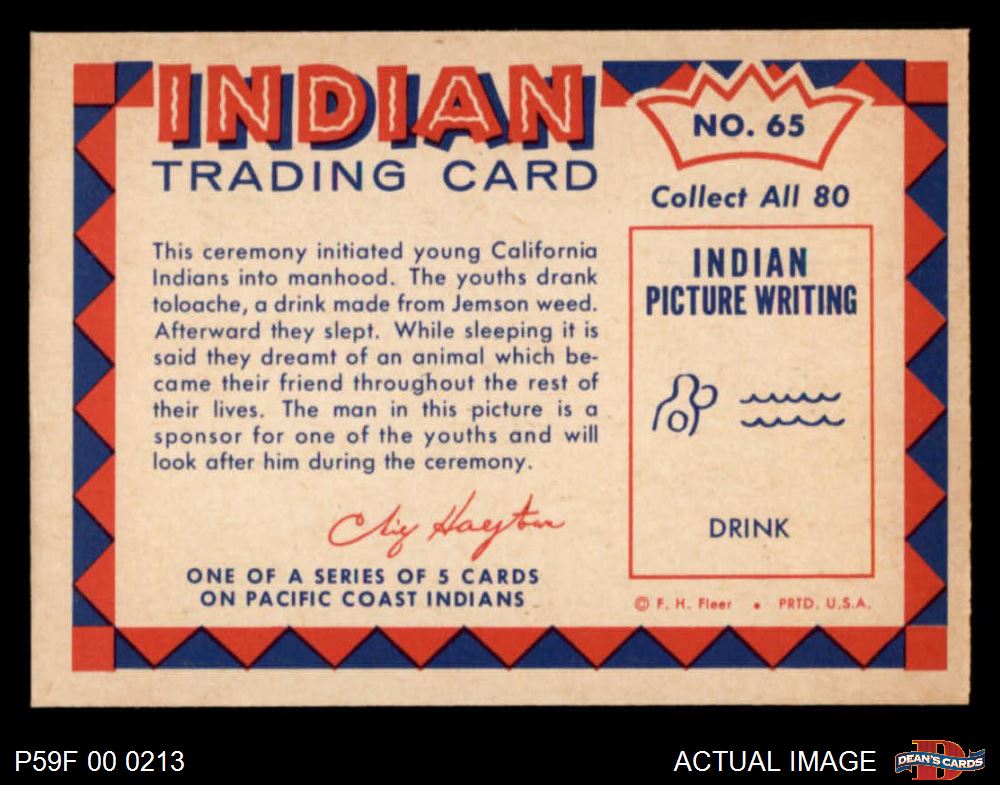 INDIAN
TRADING CARD
This ceremony initiated young California
Indians into manhood. The youths drank
toloache, a drink made from Jemson weed.
Afterward they slept. While sleeping it is
said they dreamt of an animal which be-
came their friend throughout the rest of
their lives. The man in this picture is a
sponsor for one of the youths and will
look after him during the ceremony.
ONE OF A SERIES OF 5 CARDS
ON PACIFIC COAST INDIANS
NO. 65
Collect All 80
INDIAN
PICTURE WRITING
DRINK
© F. H. Fleer • PRTD. U.S.A.
P59F 00 0213
ACTUAL IMAGE
DEAN'S CARDS